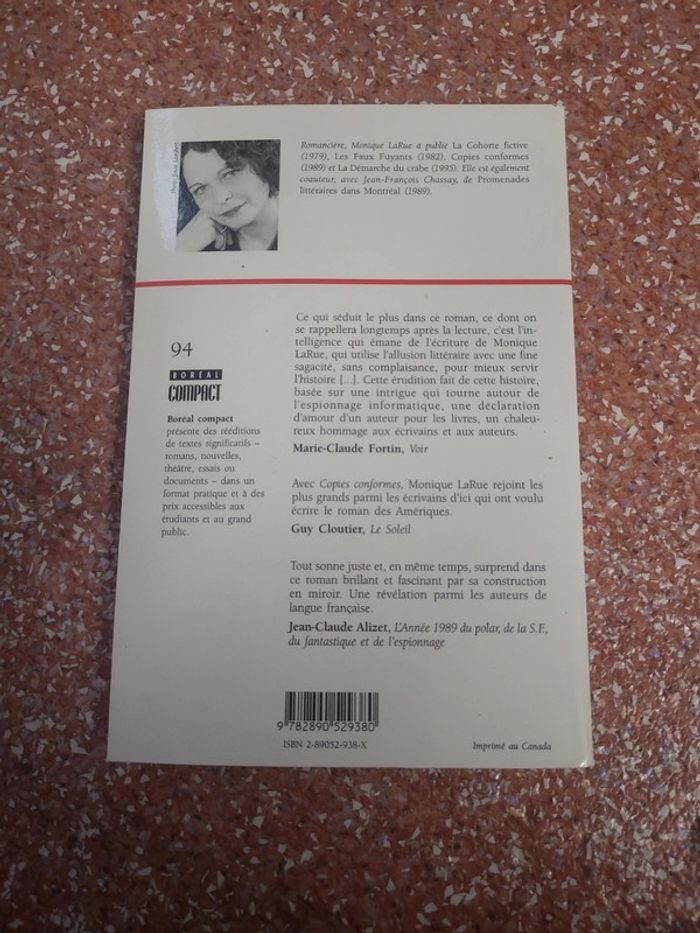 Romancière, Monique LaRue a publié La Cohorte fictive
(1979), Les Faux Fuyants (1982), Copies conformes
(1989) et La Démarche du crabe (1995). Elle est également
coauteur, avec Jean-François Chassay, de Promenades
littéraires dans Montréal (1989).
94
BORÉAL
COMPACT
Boréal compact
présente des rééditions
de textes significatifs –
romans, nouvelles,
théâtre, essais ou
documents – dans un
format pratique et à des
prix accessibles aux
étudiants et au grand
public.
Ce qui séduit le plus dans ce roman, ce dont on
se rappellera longtemps après la lecture, c'est l'in-
telligence qui émane de l'écriture de Monique
LaRue, qui utilise l'allusion littéraire avec une fine
sagacité, sans complaisance, pour mieux servir
l'histoire [...]. Cette érudition fait de cette histoire,
basée sur une intrigue qui tourne autour de
l'espionnage informatique, une déclaration
d'amour d'un auteur pour les livres, un chaleu-
reux hommage aux écrivains et aux auteurs.
Marie-Claude Fortin, Voir
Avec Copies conformes, Monique LaRue rejoint les
plus grands parmi les écrivains d'ici qui ont voulu
écrire le roman des Amériques.
Guy Cloutier, Le Soleil
Tout sonne juste et, en même temps, surprend dans
ce roman brillant et fascinant par sa construction
en miroir. Une révélation parmi les auteurs de
langue française.
Jean-Claude Alizet, L'Année 1989 du polar, de la S.F.,
du fantastique et de l'espionnage
9 782890 529380
ISBN 2-89052-938-X
Imprimé au Canada